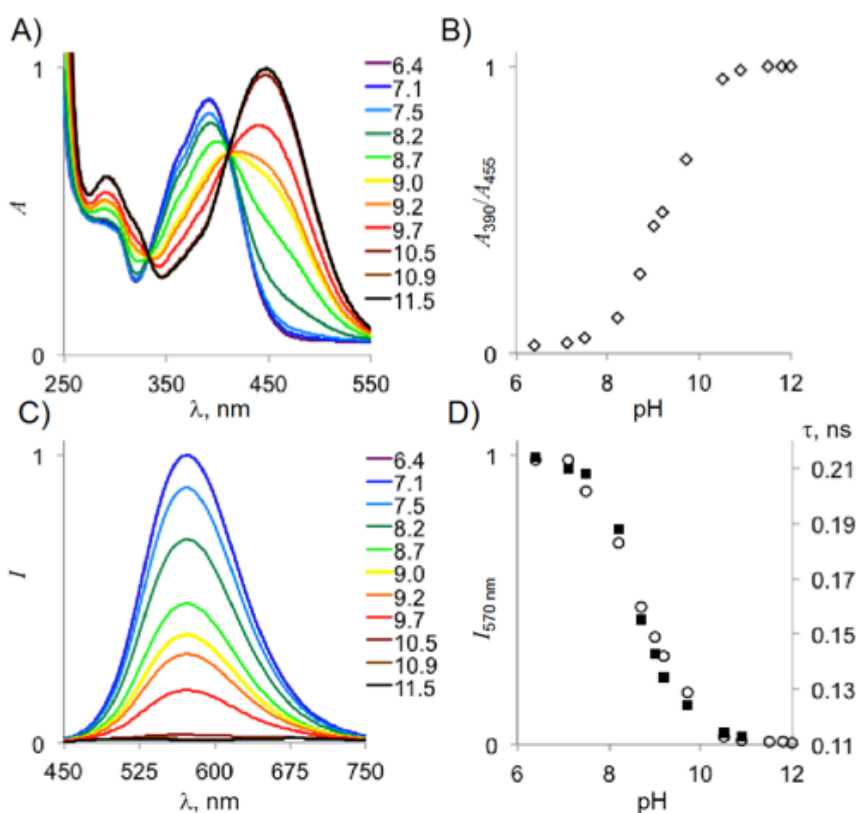 A)
1
A
0
250 350 450 550
λ, nm
6.4
7.1
7.5
8.2
8.7
9.0
9.2
9.7
10.5
10.9
11.5
B)
1
A390/A455
0
6 8 10 12
pH
C)
1
I
0
450 525 600 675 750
λ, nm
6.4
7.1
7.5
8.2
8.7
9.0
9.2
9.7
10.5
10.9
11.5
D)
1
I570 nm
0
6 8 10 12
pH
τ, ns
0.21
0.19
0.17
0.15
0.13
0.11